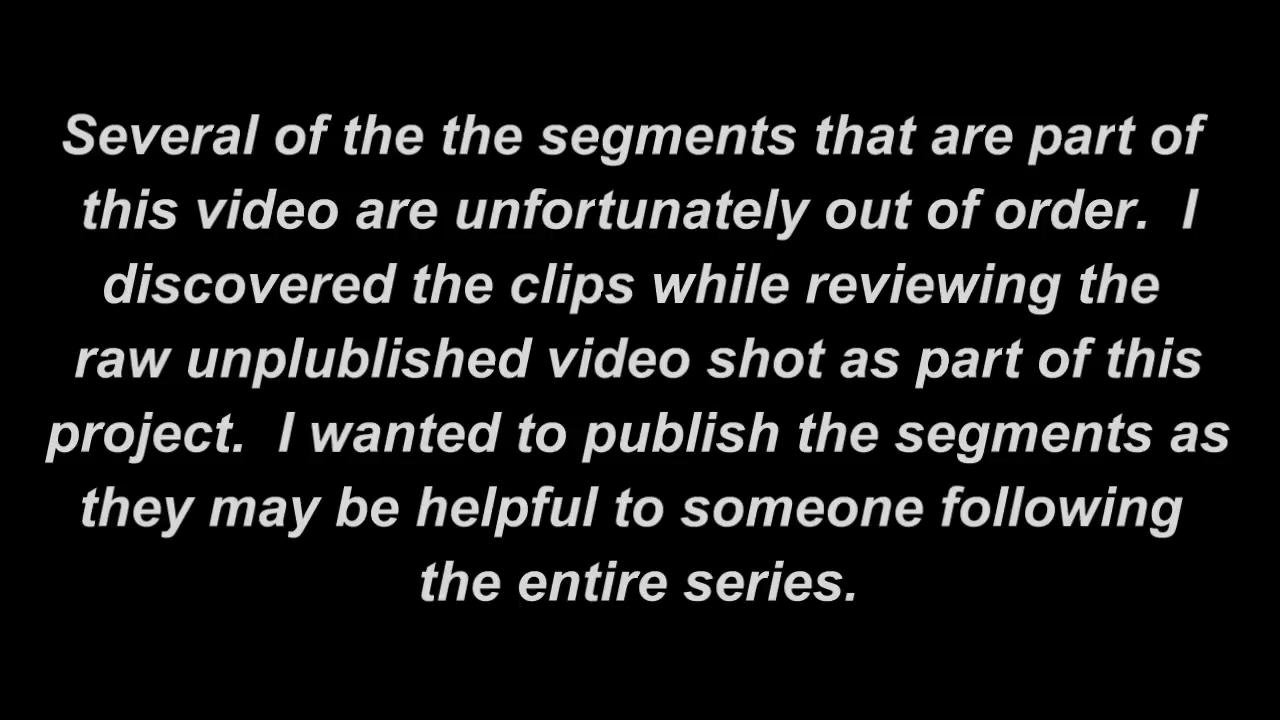 Several of the the segments that are part of
this video are unfortunately out of order.  I
discovered the clips while reviewing the
raw unplublished video shot as part of this
project.  I wanted to publish the segments as
they may be helpful to someone following
the entire series.